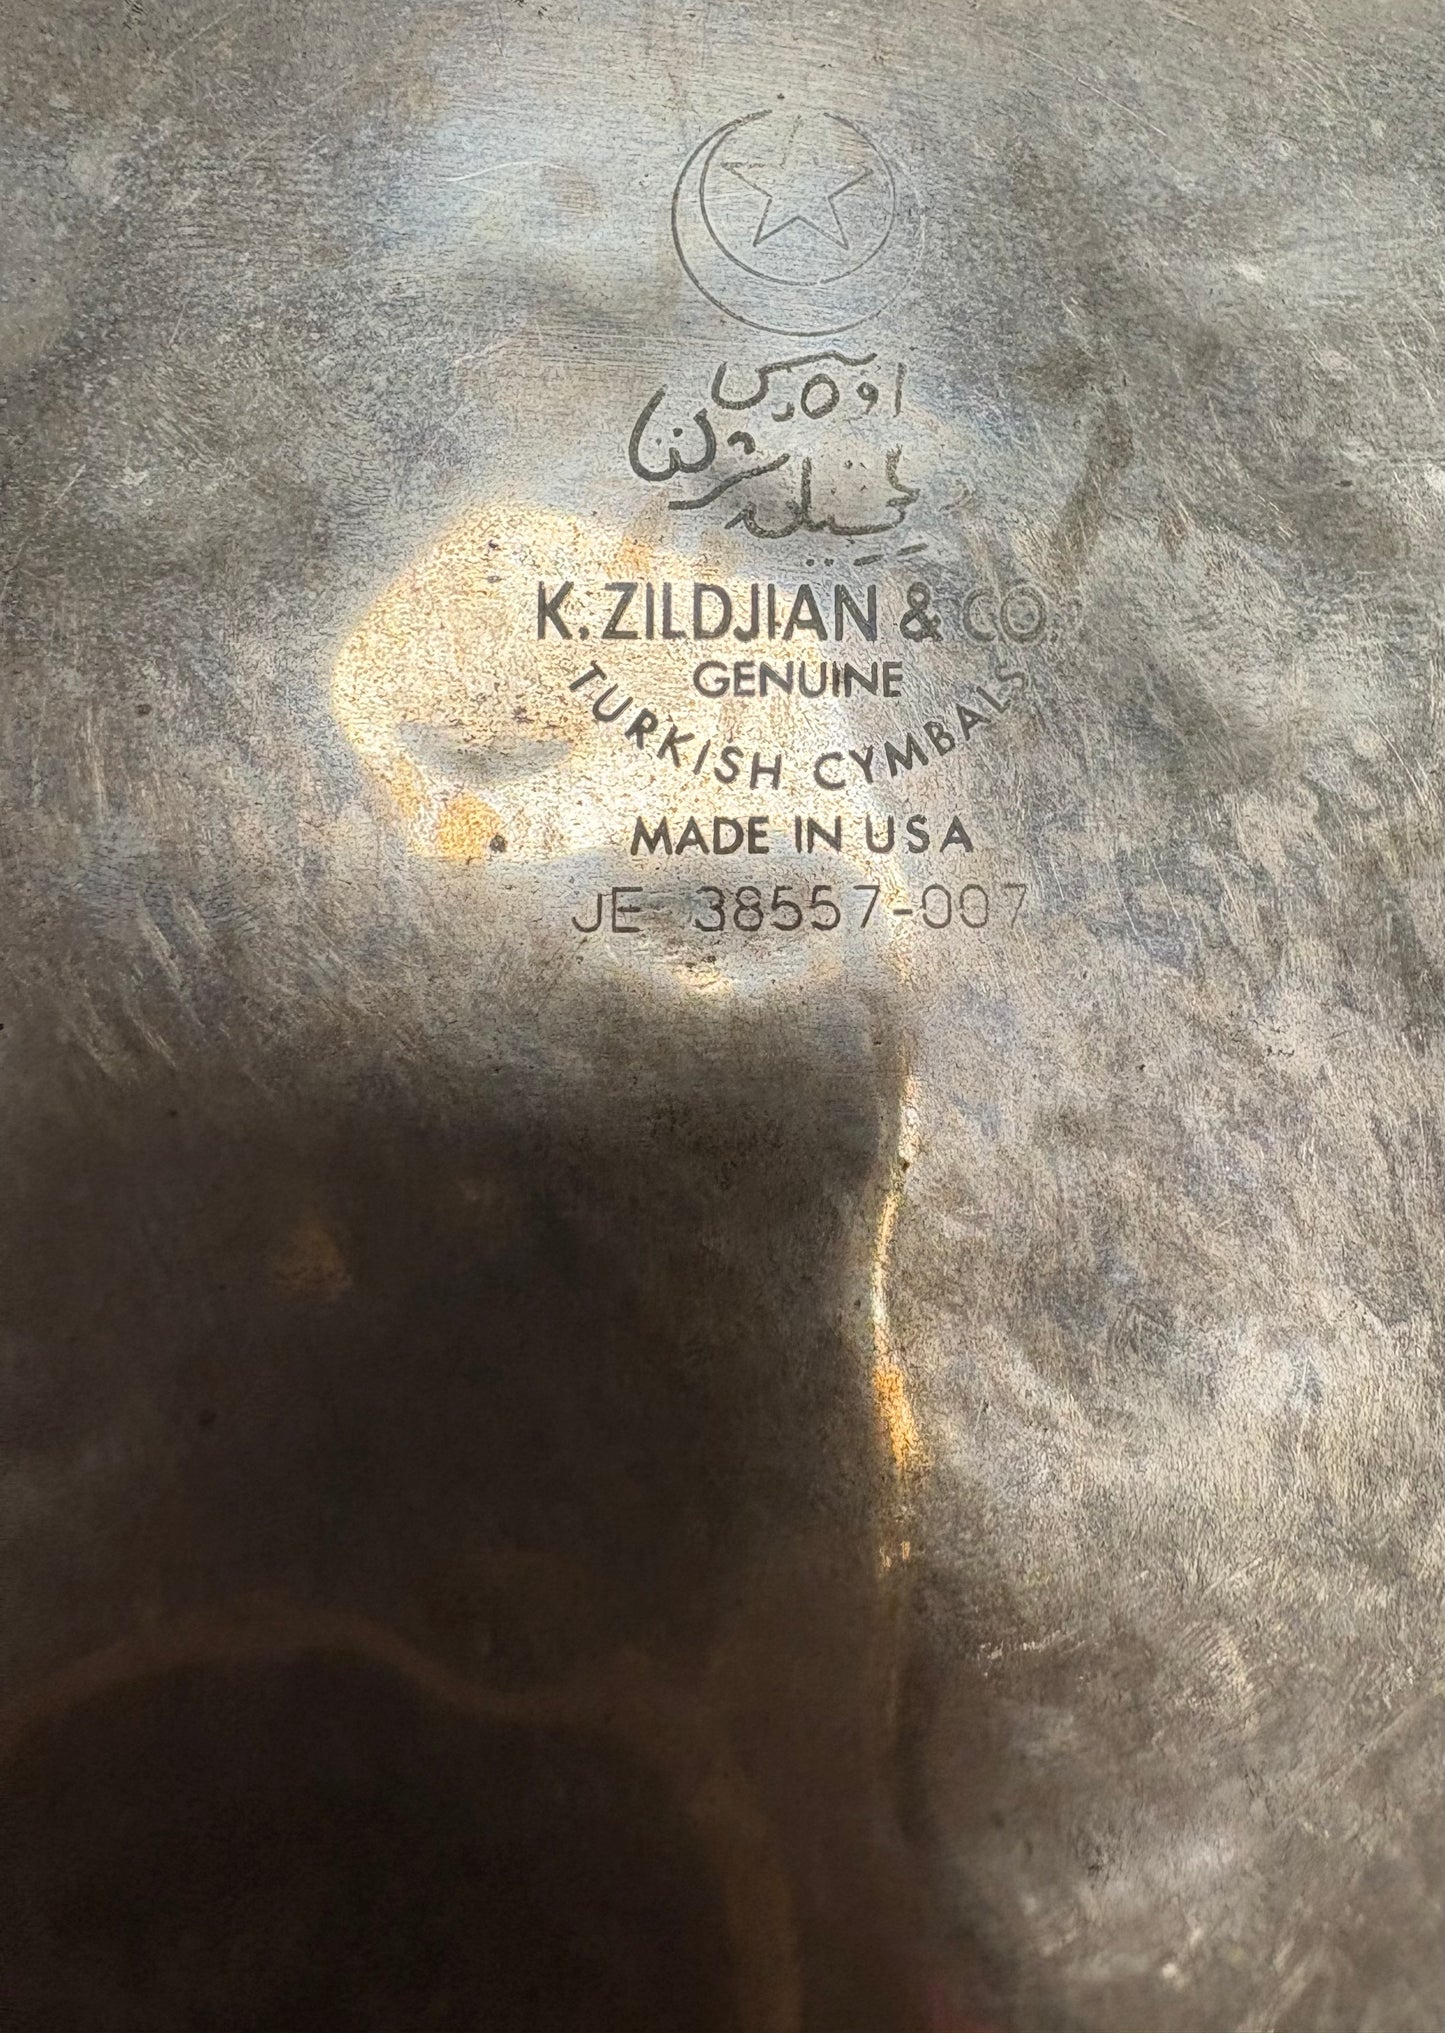 K. ZILDJIAN & CO.
GENUINE
TURKISH CYMBALS
MADE IN USA
JE 38557-007